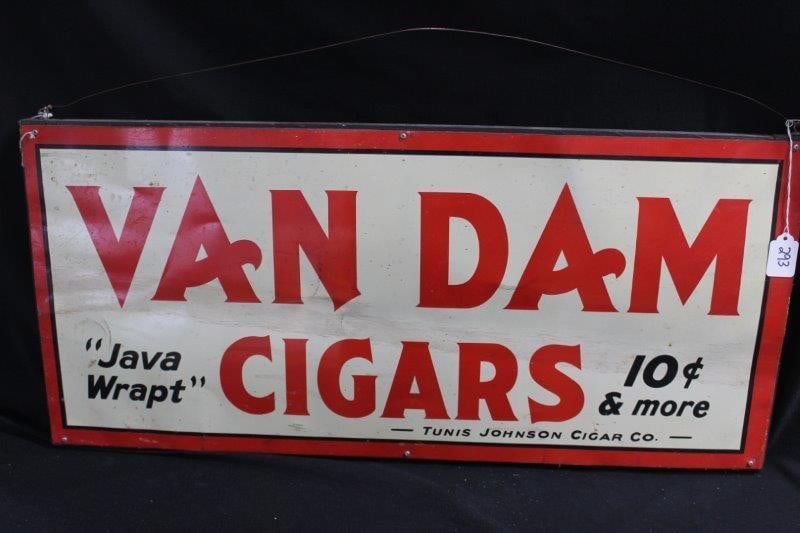 VAN DAM
"Java Wrapt" CIGARS 10¢ & more
— TUNIS JOHNSON CIGAR CO. —
293